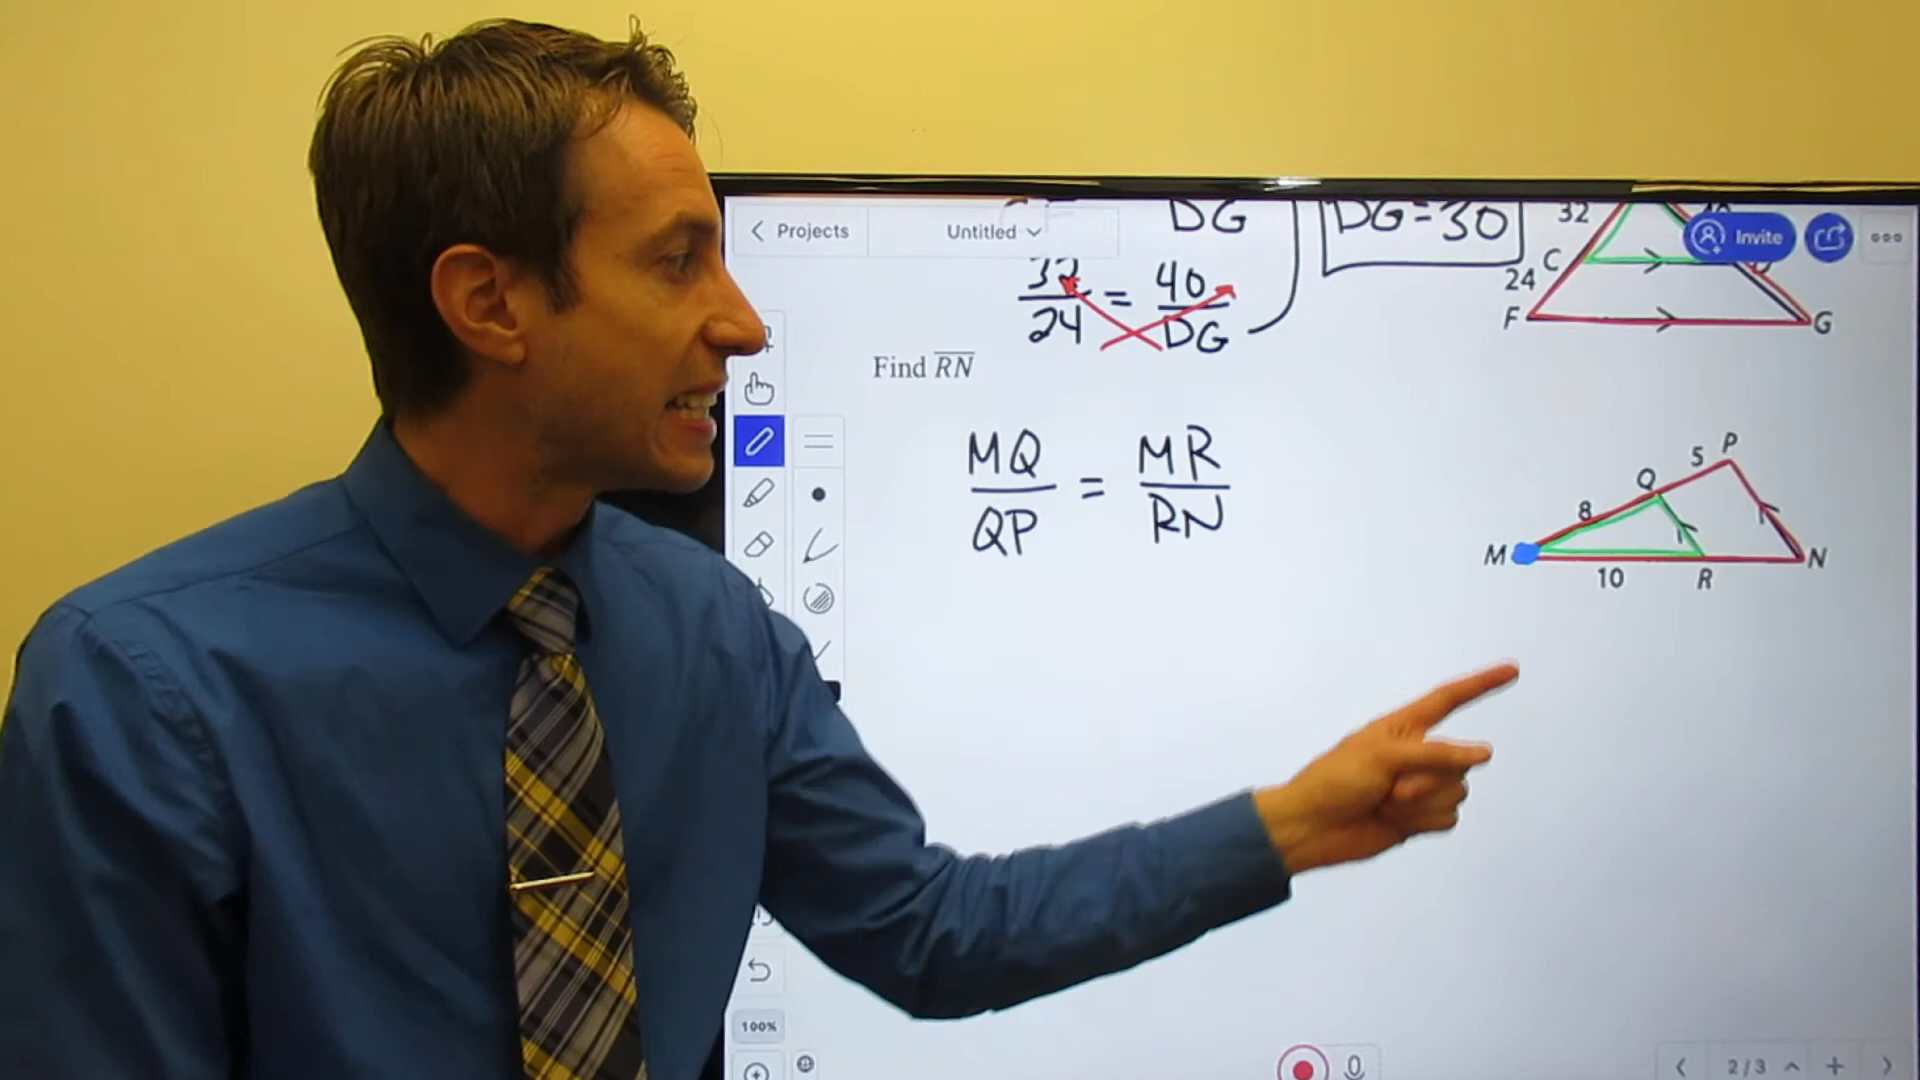 Projects
Untitled
DG
DG=30
32
Invite
32/24 = 40/DG
24
C
F
G
Find RN
MQ/QP = MR/RN
P
5
Q
8
M
N
10
R
100%
2/3